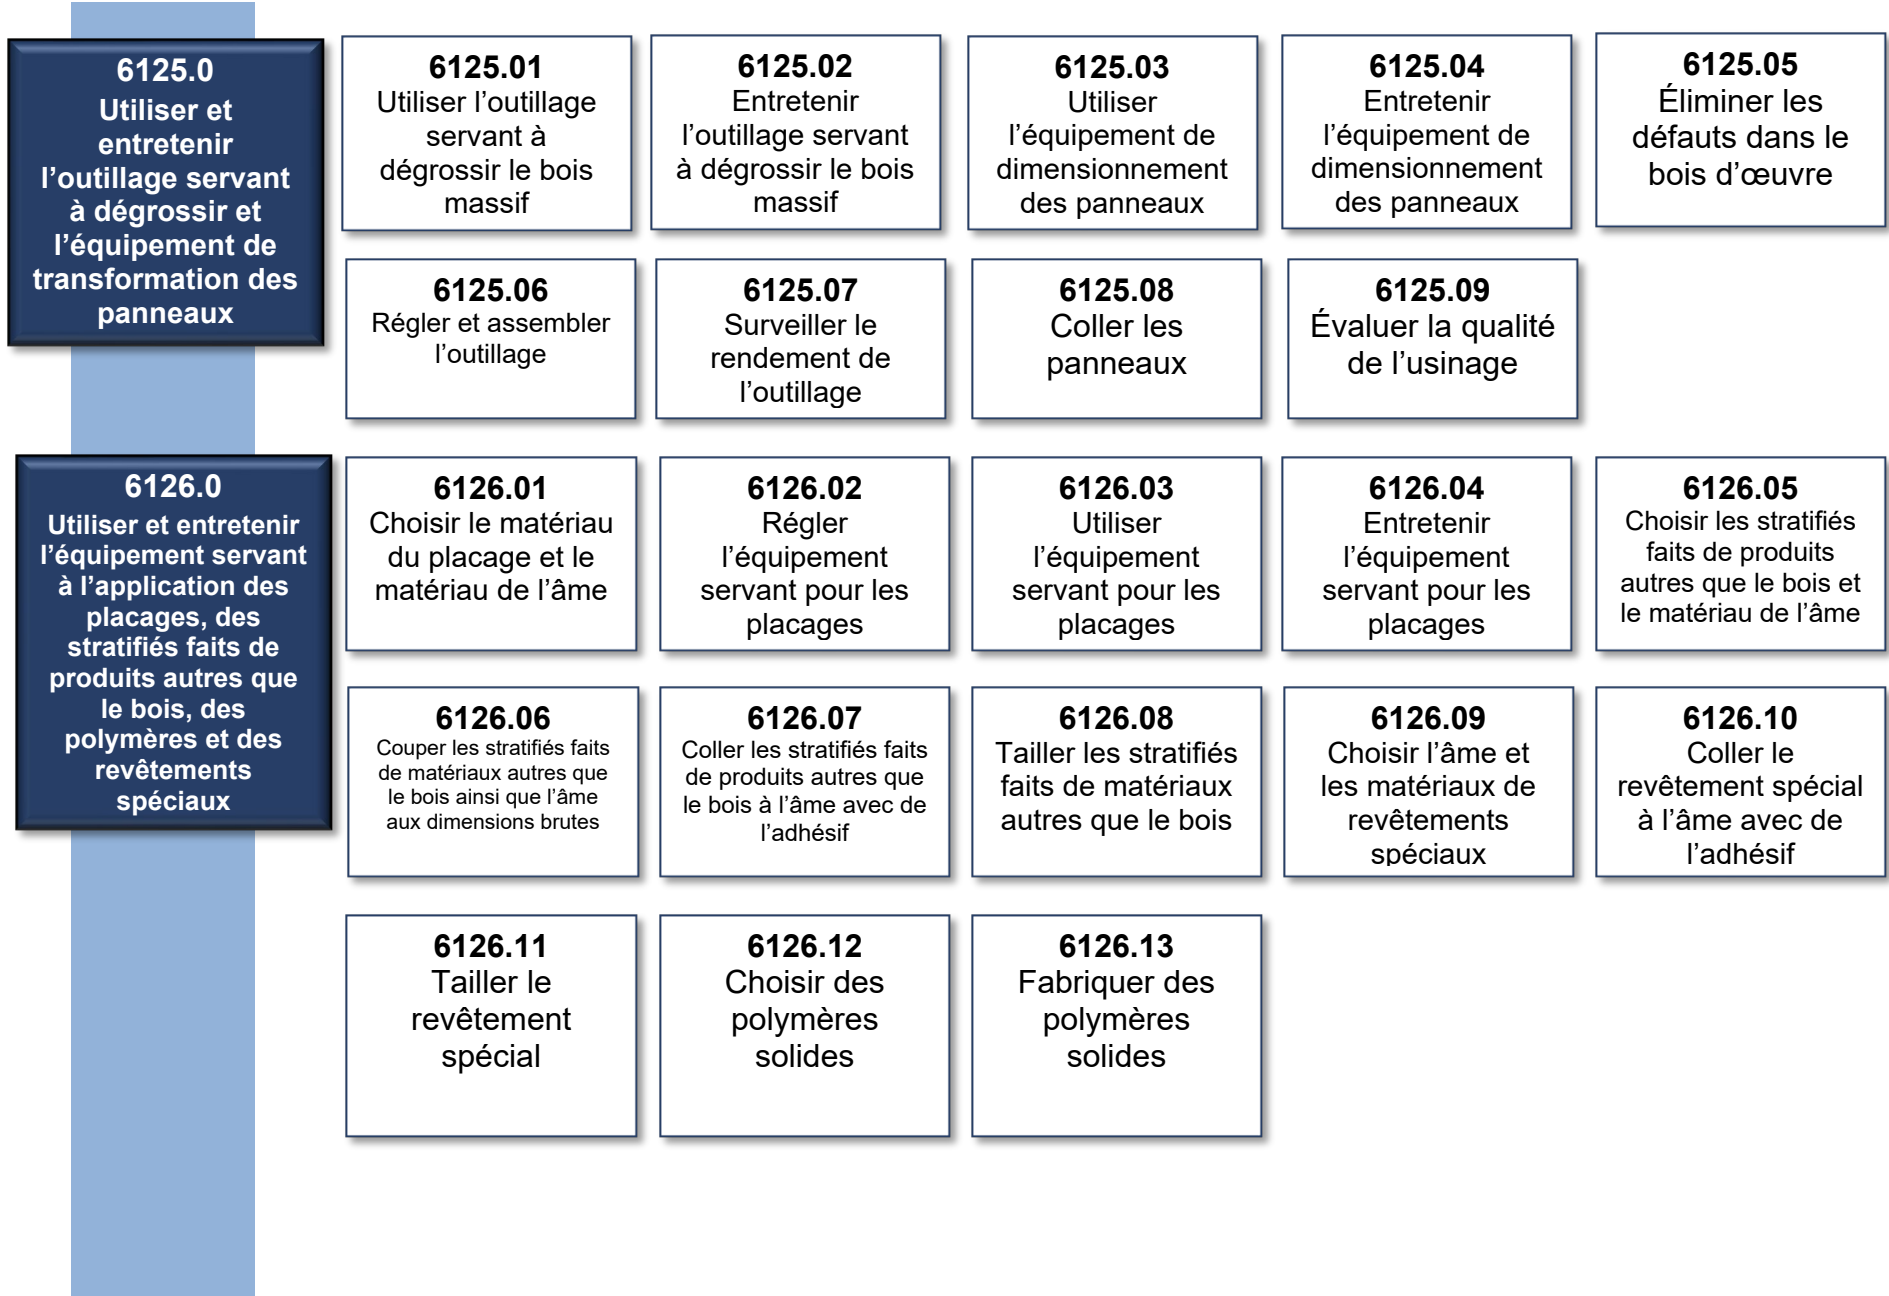 6125.0
Utiliser et
entretenir
l’outillage servant
à dégrossir et
l’équipement de
transformation des
panneaux
6125.01
Utiliser l’outillage
servant à
dégrossir le bois
massif
6125.02
Entretenir
l’outillage servant
à dégrossir le bois
massif
6125.03
Utiliser
l’équipement de
dimensionnement
des panneaux
6125.04
Entretenir
l’équipement de
dimensionnement
des panneaux
6125.05
Éliminer les
défauts dans le
bois d’œuvre
6125.06
Régler et assembler
l’outillage
6125.07
Surveiller le
rendement de
l’outillage
6125.08
Coller les
panneaux
6125.09
Évaluer la qualité
de l’usinage
6126.0
Utiliser et entretenir
l’équipement servant
à l’application des
placages, des
stratifiés faits de
produits autres que
le bois, des
polymères et des
revêtements
spéciaux
6126.01
Choisir le matériau
du placage et le
matériau de l’âme
6126.02
Régler
l’équipement
servant pour les
placages
6126.03
Utiliser
l’équipement
servant pour les
placages
6126.04
Entretenir
l’équipement
servant pour les
placages
6126.05
Choisir les stratifiés
faits de produits
autres que le bois et
le matériau de l’âme
6126.06
Couper les stratifiés faits
de matériaux autres que
le bois ainsi que l’âme
aux dimensions brutes
6126.07
Coller les stratifiés faits
de produits autres que
le bois à l’âme avec de
l’adhésif
6126.08
Tailler les stratifiés
faits de matériaux
autres que le bois
6126.09
Choisir l’âme et
les matériaux de
revêtements
spéciaux
6126.10
Coller le
revêtement spécial
à l’âme avec de
l’adhésif
6126.11
Tailler le
revêtement
spécial
6126.12
Choisir des
polymères
solides
6126.13
Fabriquer des
polymères
solides